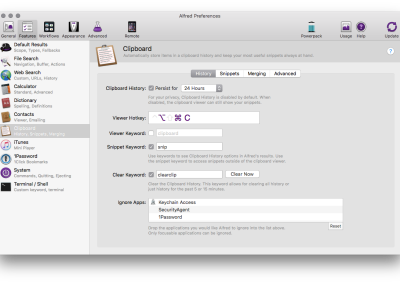 Alfred Preferences
General
Features
Workflows
Appearance
Advanced
Remote
Powerpack
Usage
Help
Update
Default Results
Scope, Types, Fallbacks
File Search
Navigation, Buffer, Actions
Web Search
Custom, URLs, History
Calculator
Standard, Advanced
Dictionary
Spelling, Definitions
Contacts
Viewer, Emailing
Clipboard
History, Snippets, Merging
iTunes
Mini Player
1Password
1Click Bookmarks
System
Commands, Quitting, Ejecting
Terminal / Shell
Custom keyword, terminal
Clipboard
Automatically store items in a clipboard history and keep your most useful snippets always at hand.
?
History
Snippets
Merging
Advanced
Clipboard History: Persist for 24 Hours
For your privacy, Clipboard History is disabled by default. When
disabled, the clipboard viewer can still show your snippets.
Viewer Hotkey: ⌥ ⌘ C
Viewer Keyword: clipboard
Snippet Keyword: snip
Use keywords to see Clipboard History options in Alfred's results. Use
the snippet keyword to access snippets outside of the clipboard viewer.
Clear Keyword: clearclip Clear Now
Clear the Clipboard History. This keyword allows for clearing all history or
just history for the past 5 or 15 minutes.
Ignore Apps: Keychain Access
SecurityAgent
1Password
Drag the applications you would like Alfred to ignore into the list above.
Only focusable applications can be ignored.
Reset